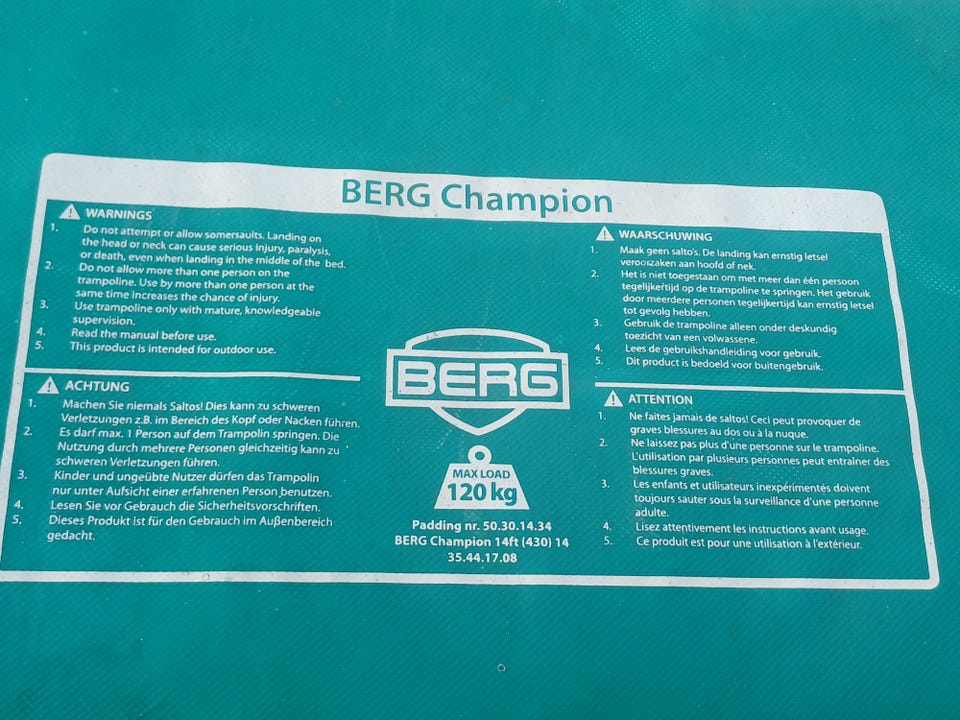 BERG Champion
WARNINGS
1. Do not attempt or allow somersaults. Landing on
the head or neck can cause serious injury, paralysis,
or death, even when landing in the middle of the bed.
2. Do not allow more than one person on the
trampoline. Use by more than one person at the
same time increases the chance of injury.
3. Use trampoline only with mature, knowledgeable
supervision.
4. Read the manual before use.
5. This product is intended for outdoor use.
ACHTUNG
1. Machen Sie niemals Saltos! Dies kann zu schweren
Verletzungen z.B. im Bereich des Kopf oder Nacken führen.
2. Es darf max. 1 Person auf dem Trampolin springen. Die
Nutzung durch mehrere Personen gleichzeitig kann zu
schweren Verletzungen führen.
3. Kinder und ungeübte Nutzer dürfen das Trampolin
nur unter Aufsicht einer erfahrenen Person benutzen.
4. Lesen Sie vor Gebrauch die Sicherheitsvorschriften.
5. Dieses Produkt ist für den Gebrauch im Außenbereich
gedacht.
BERG
MAX LOAD
120 kg
Padding nr. 50.30.14.34
BERG Champion 14ft (430) 14
35.44.17.08
WAARSCHUWING
1. Maak geen salto's. De landing kan ernstig letsel
veroorzaken aan hoofd of nek.
2. Het is niet toegestaan om met meer dan één persoon
tegelijkertijd op de trampoline te springen. Het gebruik
door meerdere personen tegelijkertijd kan ernstig letsel
tot gevolg hebben.
3. Gebruik de trampoline alleen onder deskundig
toezicht van een volwassene.
4. Lees de gebruikshandleiding voor gebruik.
5. Dit product is bedoeld voor buitengebruik.
ATTENTION
1. Ne faites jamais de saltos! Ceci peut provoquer de
graves blessures au dos ou à la nuque.
2. Ne laissez pas plus d'une personne sur le trampoline.
L'utilisation par plusieurs personnes peut entraîner des
blessures graves.
3. Les enfants et utilisateurs inexpérimentés doivent
toujours sauter sous la surveillance d'une personne
adulte.
4. Lisez attentivement les instructions avant usage.
5. Ce produit est pour une utilisation à l'extérieur.